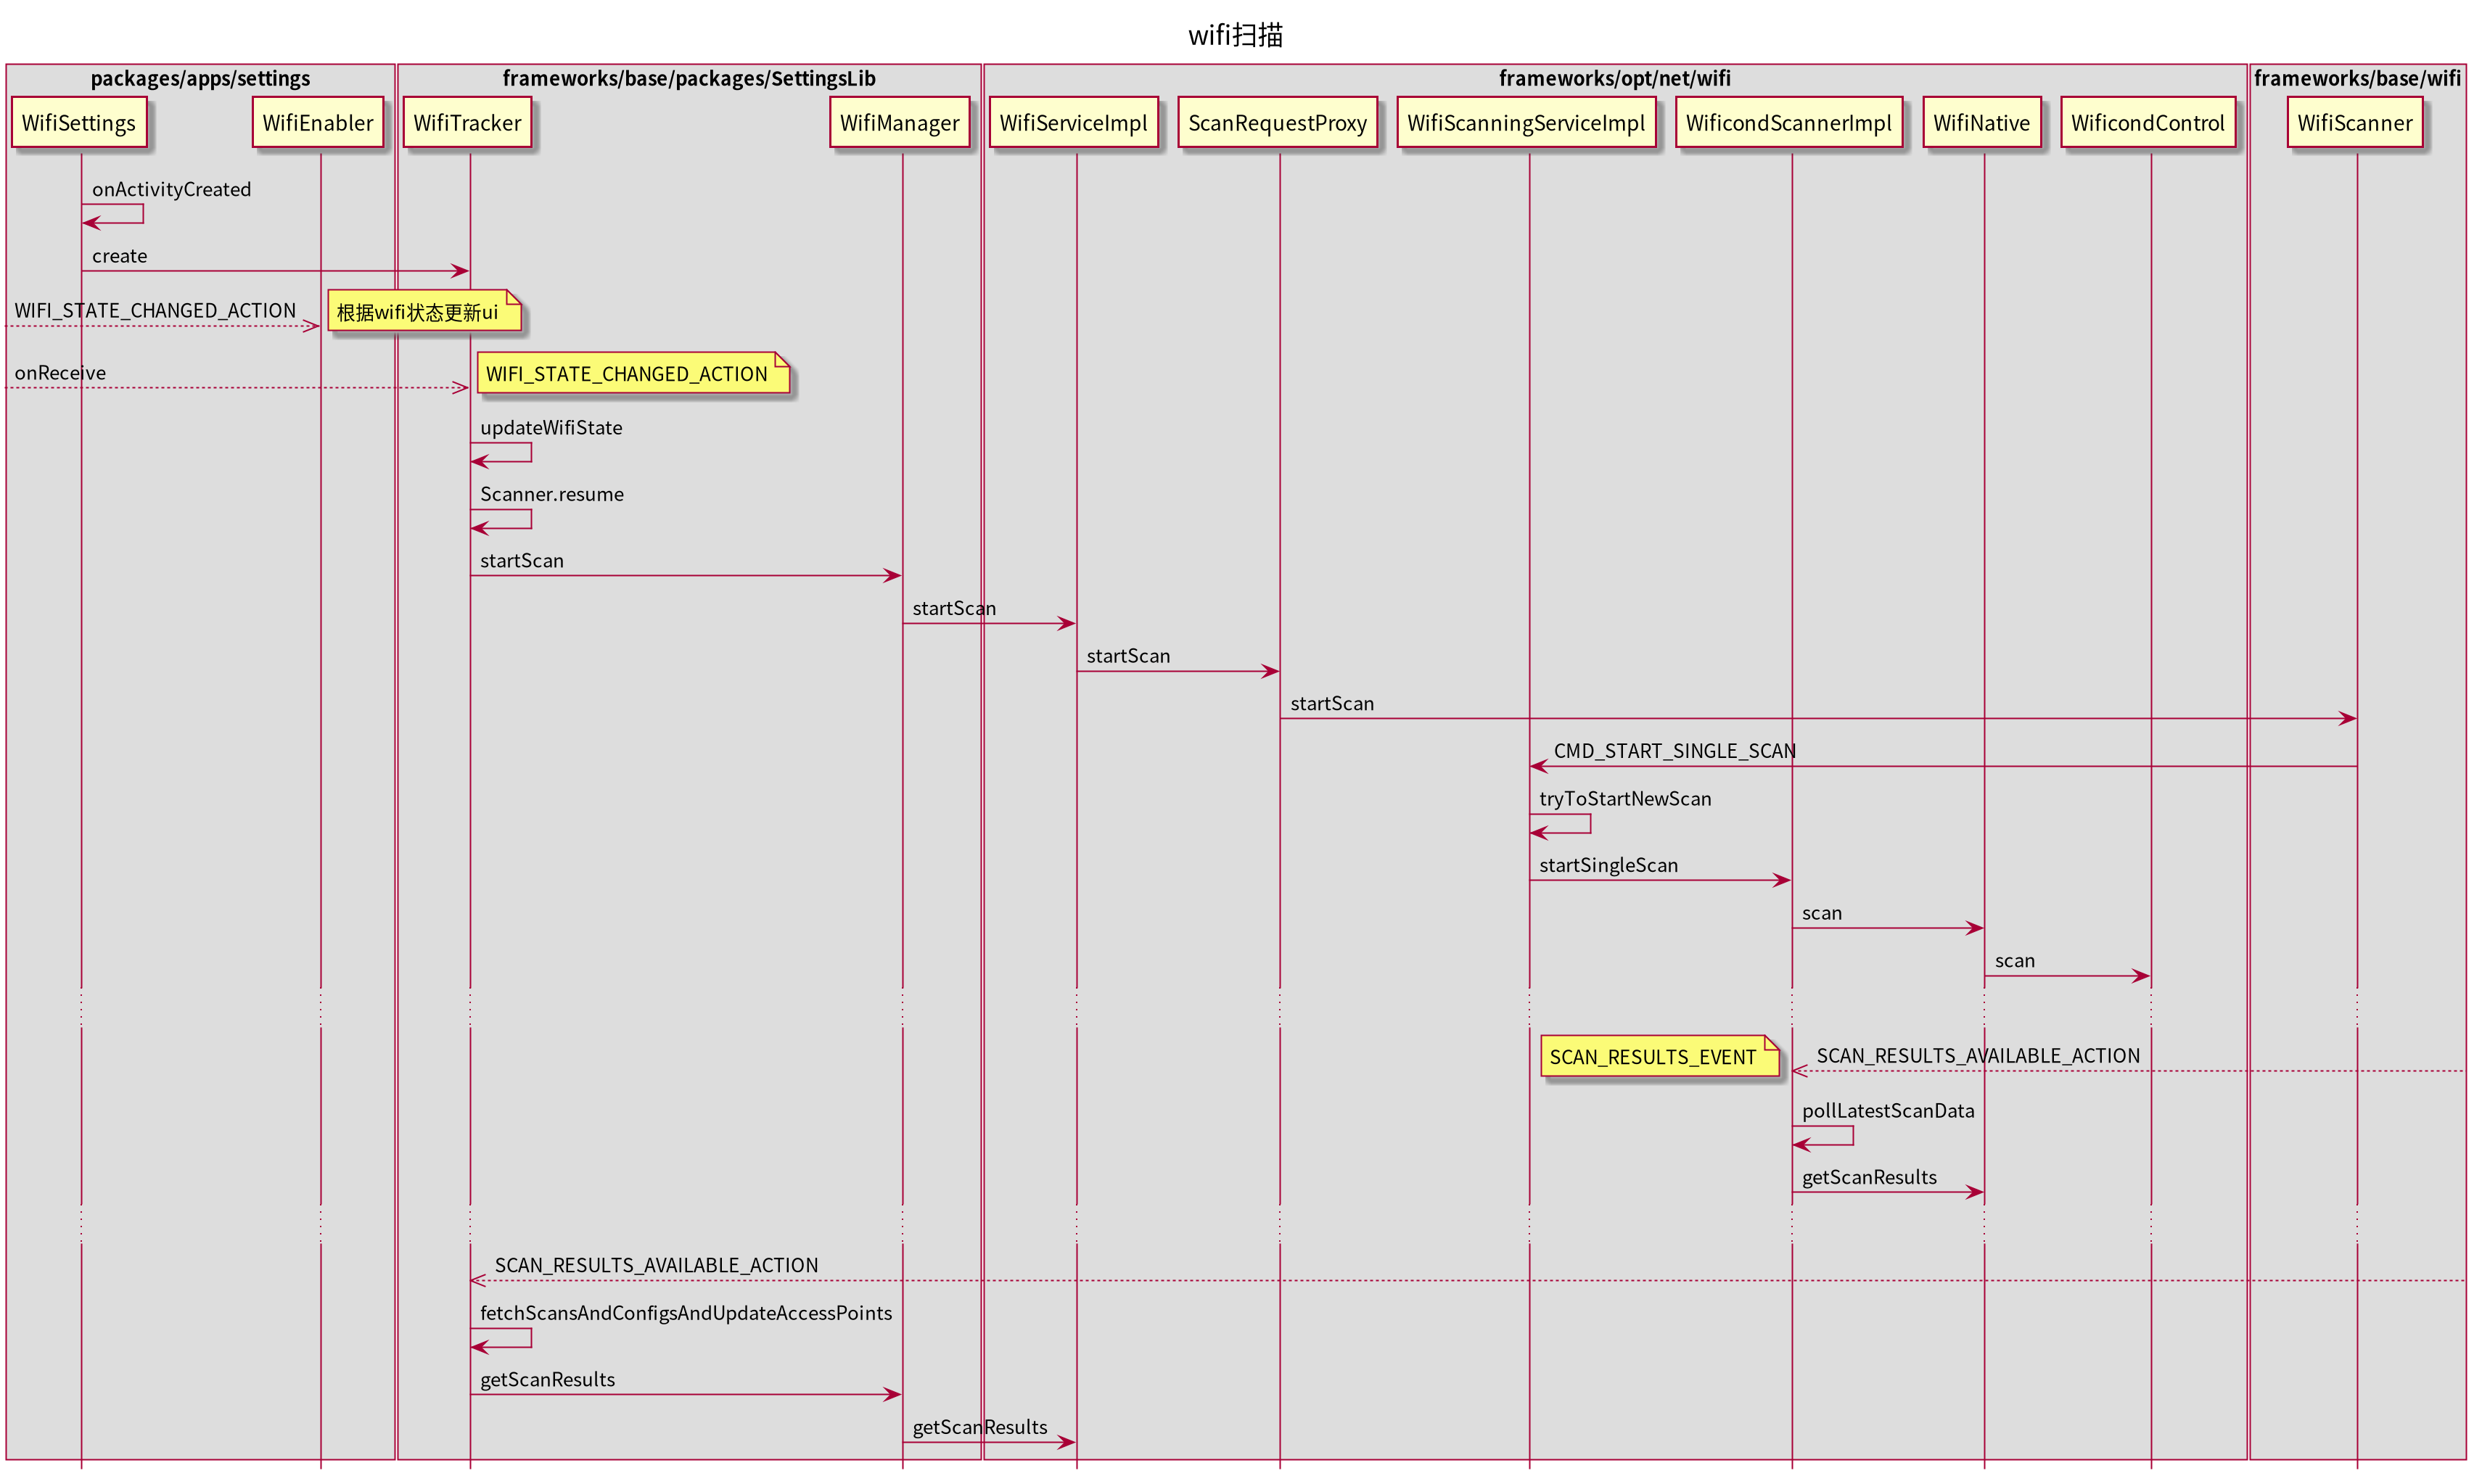 wifi扫描
packages/apps/settings
frameworks/base/packages/SettingsLib
frameworks/opt/net/wifi
frameworks/base/wifi
WifiSettings
WifiEnabler
WifiTracker
WifiManager
WifiServiceImpl
ScanRequestProxy
WifiScanningServiceImpl
WificondScannerImpl
WifiNative
WificondControl
WifiScanner
onActivityCreated
create
WIFI_STATE_CHANGED_ACTION
根据wifi状态更新ui
onReceive
WIFI_STATE_CHANGED_ACTION
updateWifiState
Scanner.resume
startScan
startScan
startScan
startScan
CMD_START_SINGLE_SCAN
tryToStartNewScan
startSingleScan
scan
scan
SCAN_RESULTS_EVENT
SCAN_RESULTS_AVAILABLE_ACTION
pollLatestScanData
getScanResults
SCAN_RESULTS_AVAILABLE_ACTION
fetchScansAndConfigsAndUpdateAccessPoints
getScanResults
getScanResults